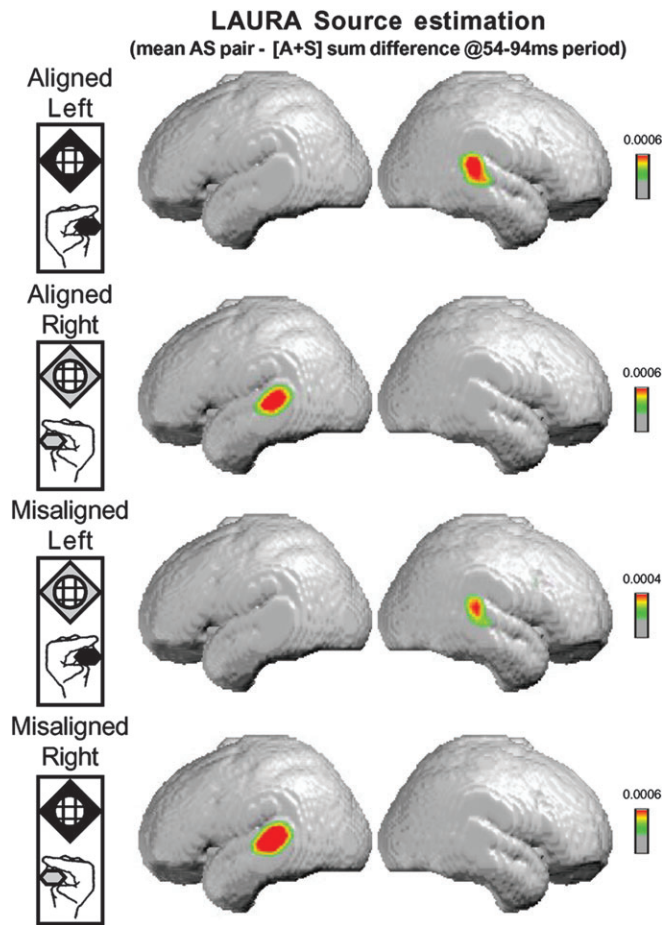 LAURA Source estimation
(mean AS pair - [A+S] sum difference @54-94ms period)
Aligned
Left
0.0006
Aligned
Right
0.0006
Misaligned
Left
0.0004
Misaligned
Right
0.0006